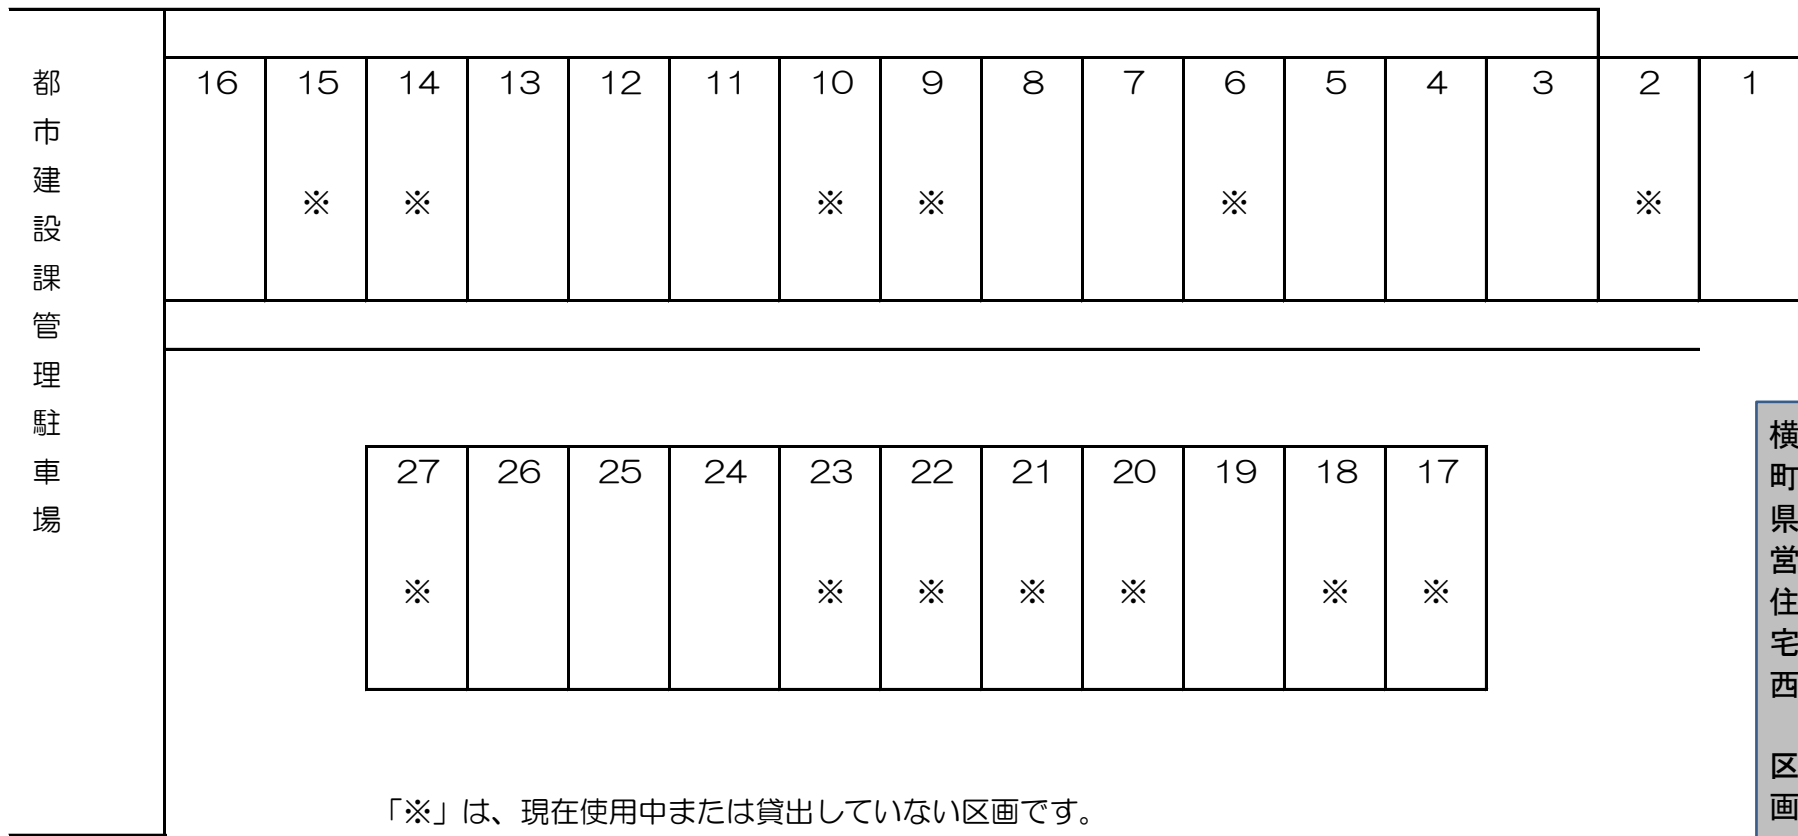 都市建設課管理駐車場
16 15 14 13 12 11 10 9 8 7 6 5 4 3 2 1
※ ※ ※ ※ ※ ※
27 26 25 24 23 22 21 20 19 18 17
※ ※ ※ ※ ※ ※ ※
「※」は、現在使用中または貸出していない区画です。
横町県営住宅西
区画